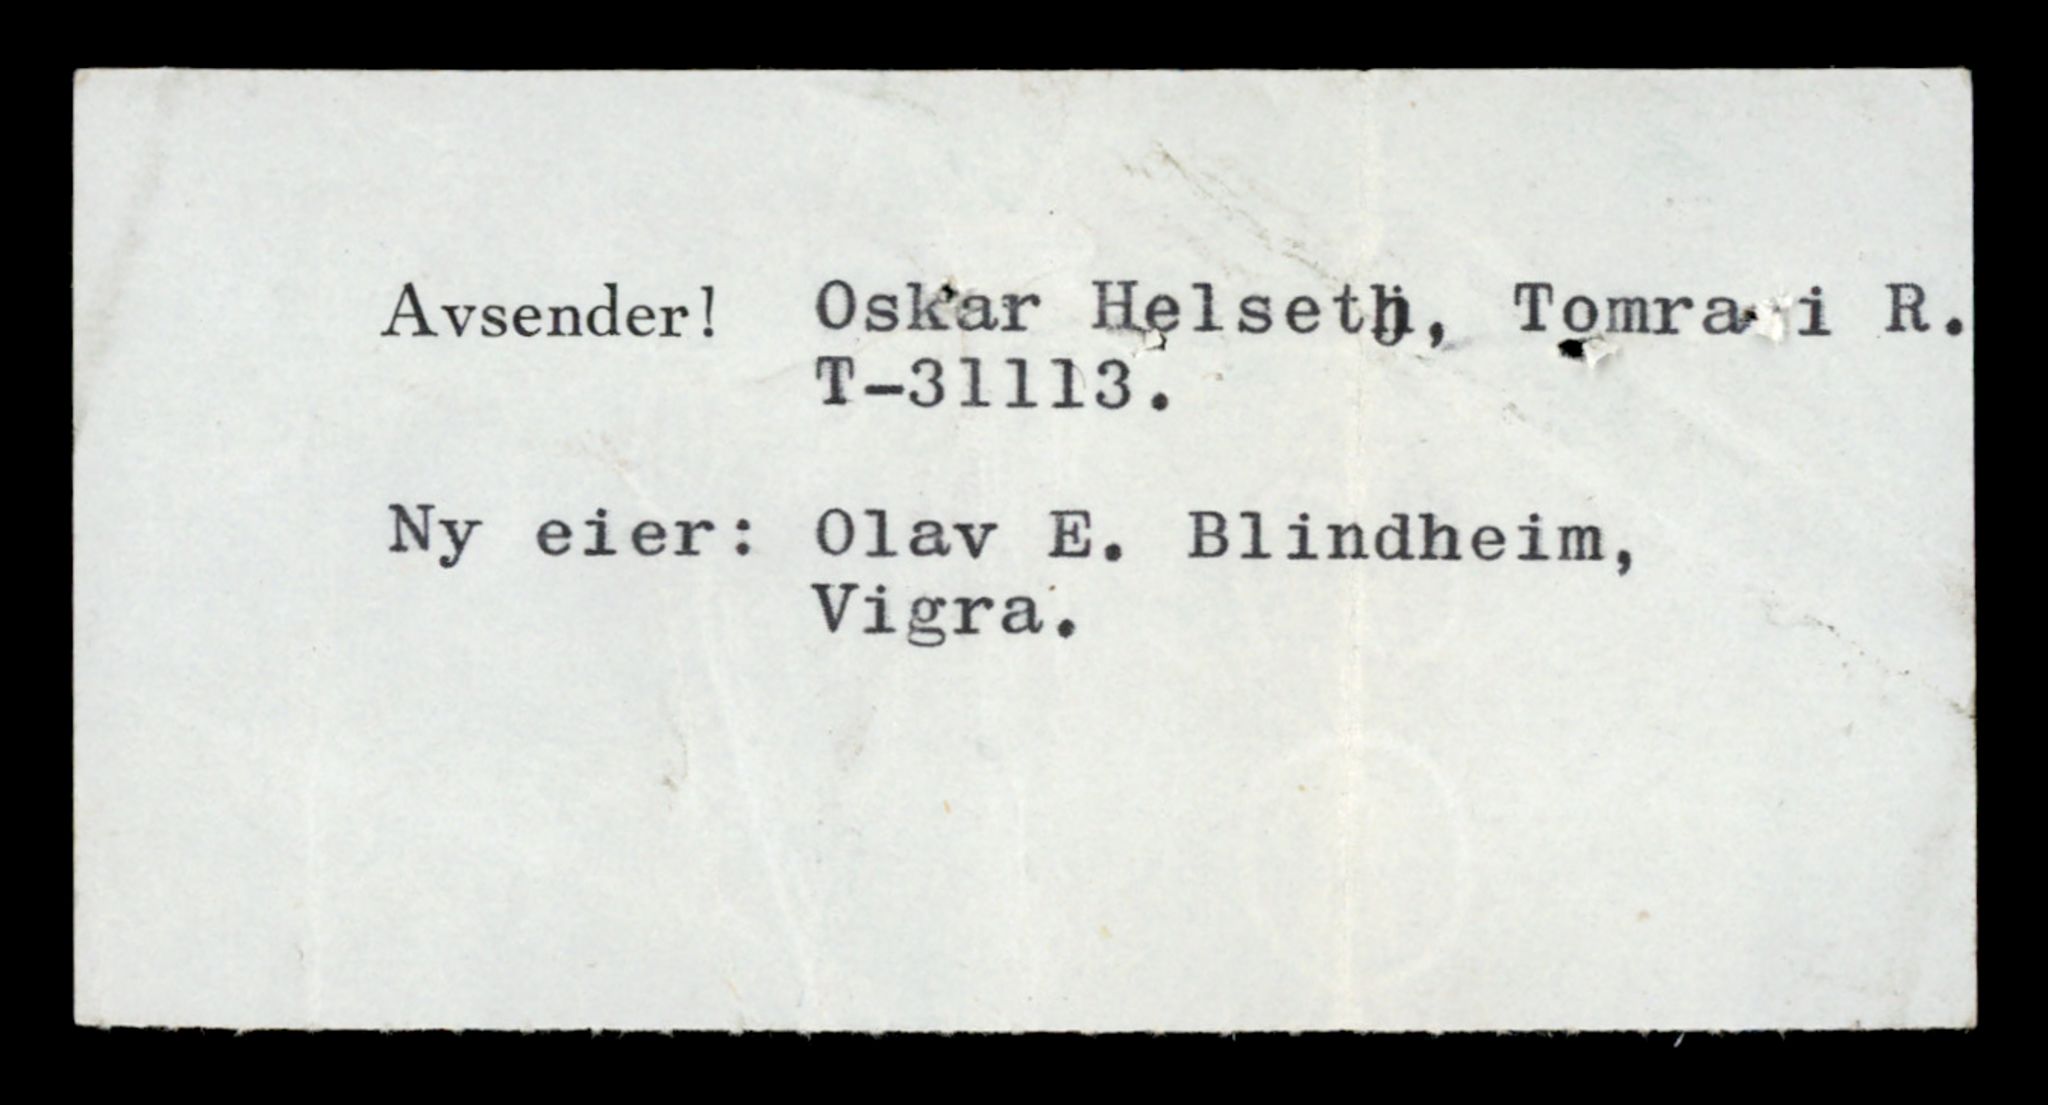 Avsender! Oskar Helseth, Tomra i R.
T-31113.
Ny eier: Olav E. Blindheim,
Vigra.